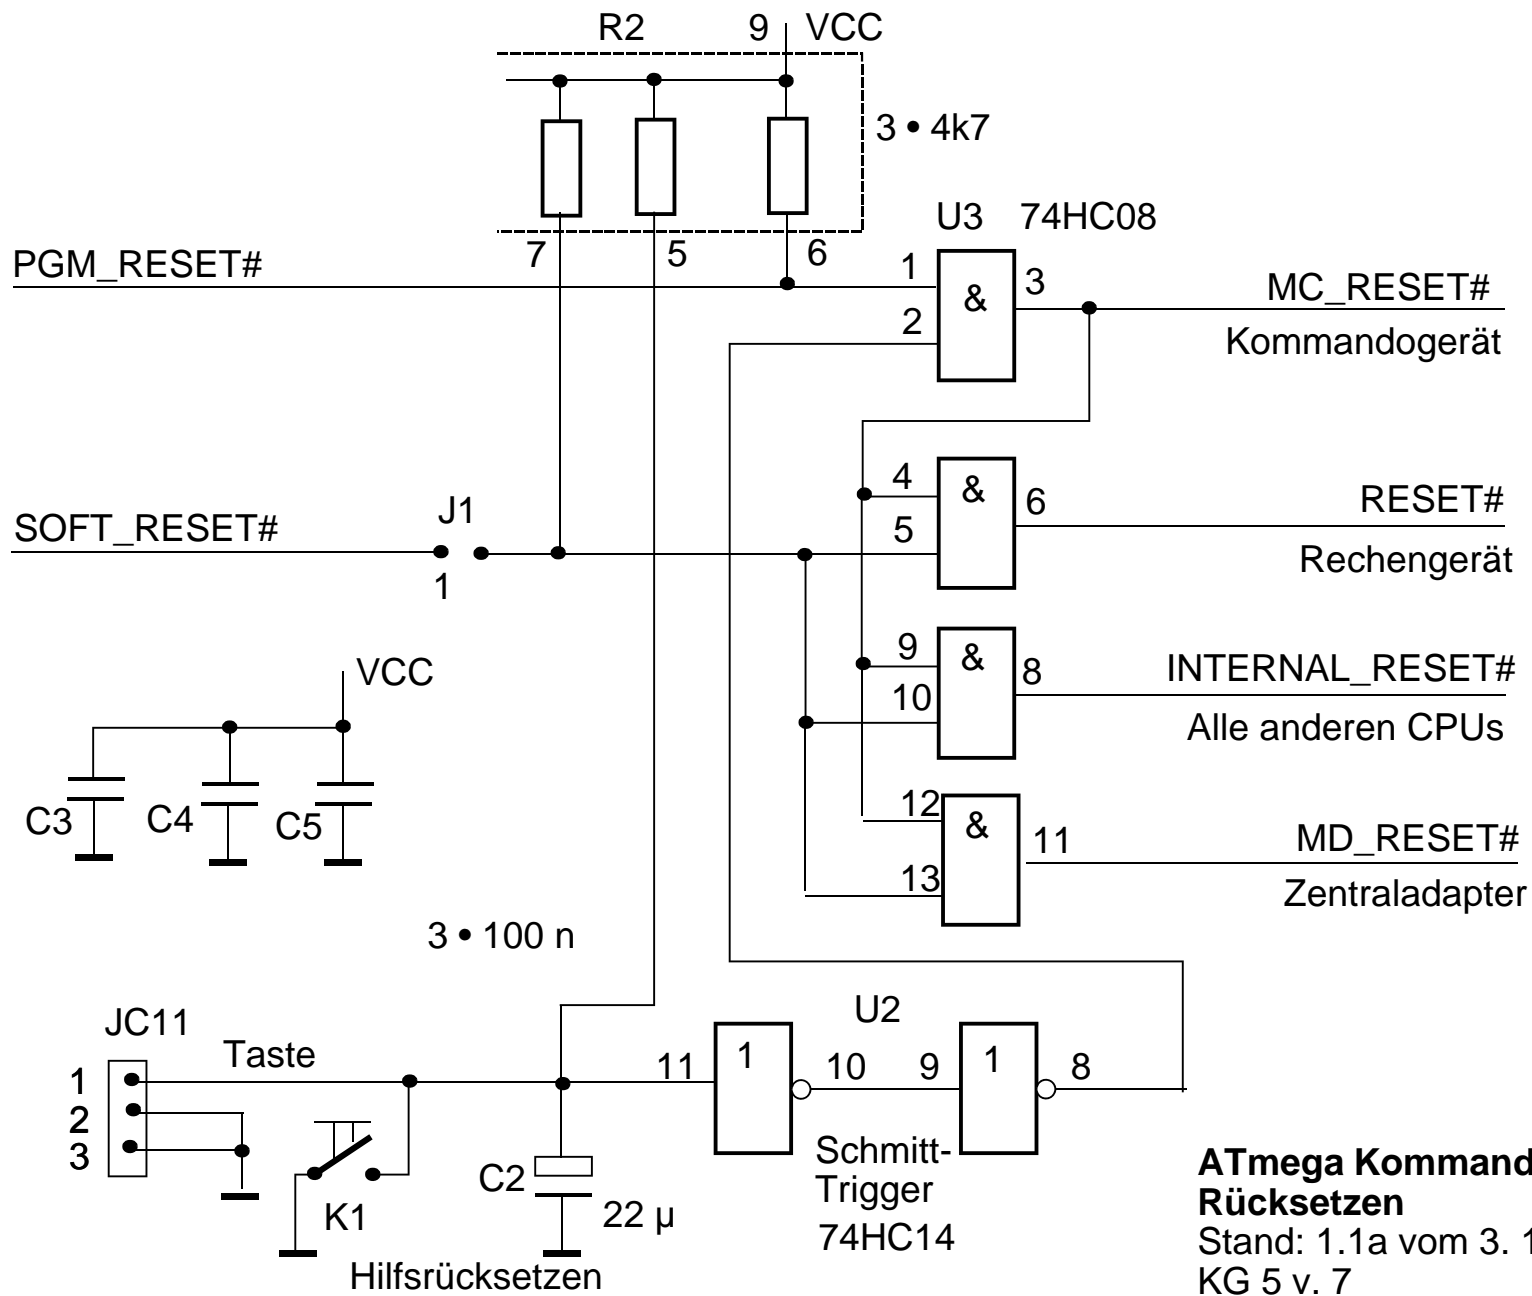 R2 9 VCC
3 • 4k7
U3 74HC08
PGM_RESET#
7 5 6
1
2
&
3
MC_RESET#
Kommandogerät
SOFT_RESET#
J1
1
4
5
&
6
RESET#
Rechengerät
9
10
&
8
INTERNAL_RESET#
Alle anderen CPUs
VCC
C3 C4 C5
12
13
&
11
MD_RESET#
Zentraladapter
3 • 100 n
JC11
1
2
3
Taste
K1
C2
22 µ
Hilfsrücksetzen
U2
11
1
10
9
1
8
Schmitt-
Trigger
74HC14
ATmega Kommand
Rücksetzen
Stand: 1.1a vom 3. 1
KG 5 v. 7